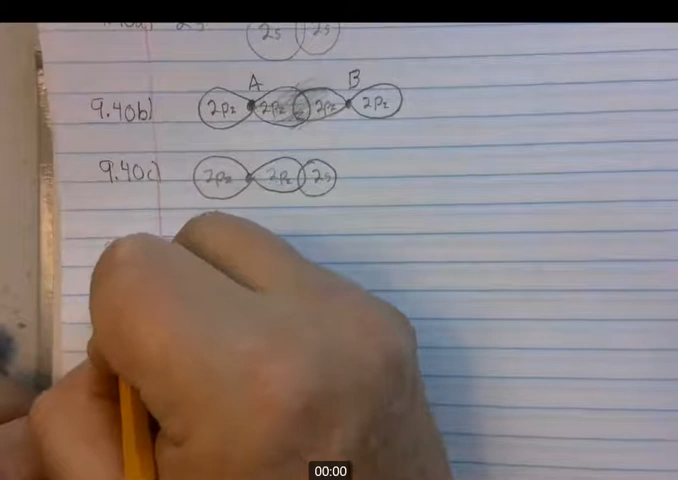 2s 2s
A B
9.40b) 2pz 2pz 2pz 2pz
9.40c) 2pz 2pz 2s
00:00